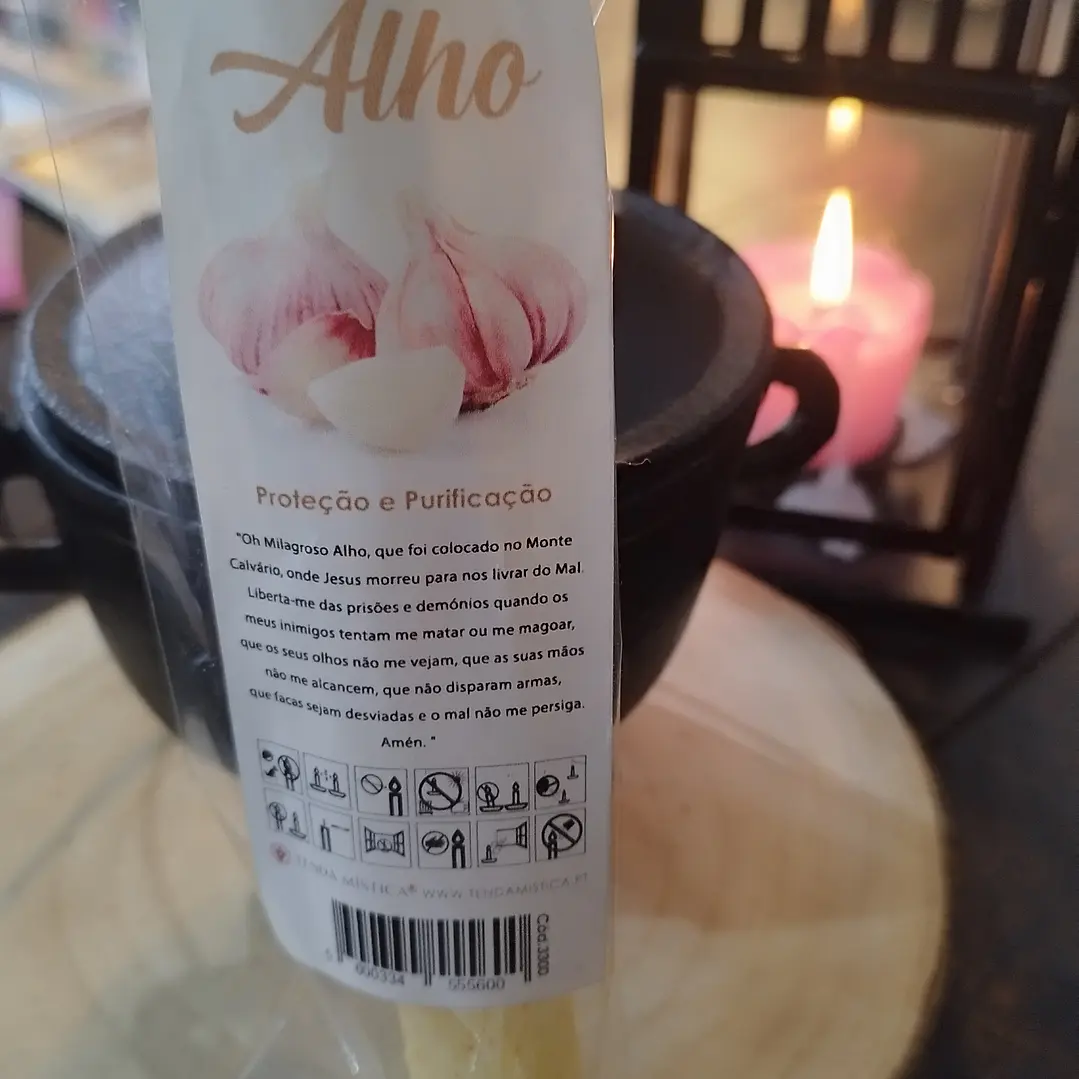 Alho
Proteção e Purificação
"Oh Milagroso Alho, que foi colocado no Monte
Calvário, onde Jesus morreu para nos livrar do Mal.
Liberta-me das prisões e demónios quando os
meus inimigos tentam me matar ou me magoar,
que os seus olhos não me vejam, que as suas mãos
não me alcancem, que não disparam armas,
que facas sejam desviadas e o mal não me persiga.
Amén. "
TENDA MÍSTICA® WWW.TENDAMISTICA.PT
Cód.3300
5 600334 555600